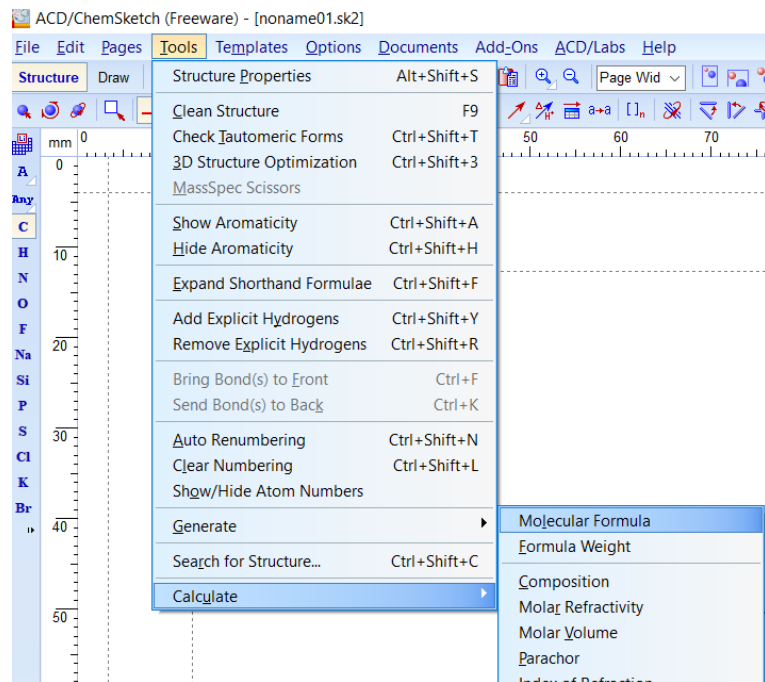 ACD/ChemSketch (Freeware) - [noname01.sk2]
File Edit Pages Tools Templates Options Documents Add-Ons ACD/Labs Help
Structure Draw Page Wid
mm 0 50 60 70
0
10
20
30
40
50
A
Any
C
H
N
O
F
Na
Si
P
S
Cl
K
Br
Structure Properties Alt+Shift+S
Clean Structure F9
Check Tautomeric Forms Ctrl+Shift+T
3D Structure Optimization Ctrl+Shift+3
MassSpec Scissors
Show Aromaticity Ctrl+Shift+A
Hide Aromaticity Ctrl+Shift+H
Expand Shorthand Formulae Ctrl+Shift+F
Add Explicit Hydrogens Ctrl+Shift+Y
Remove Explicit Hydrogens Ctrl+Shift+R
Bring Bond(s) to Front Ctrl+F
Send Bond(s) to Back Ctrl+K
Auto Renumbering Ctrl+Shift+N
Clear Numbering Ctrl+Shift+L
Show/Hide Atom Numbers
Generate
Search for Structure... Ctrl+Shift+C
Calculate
Molecular Formula
Formula Weight
Composition
Molar Refractivity
Molar Volume
Parachor
Index of Refraction